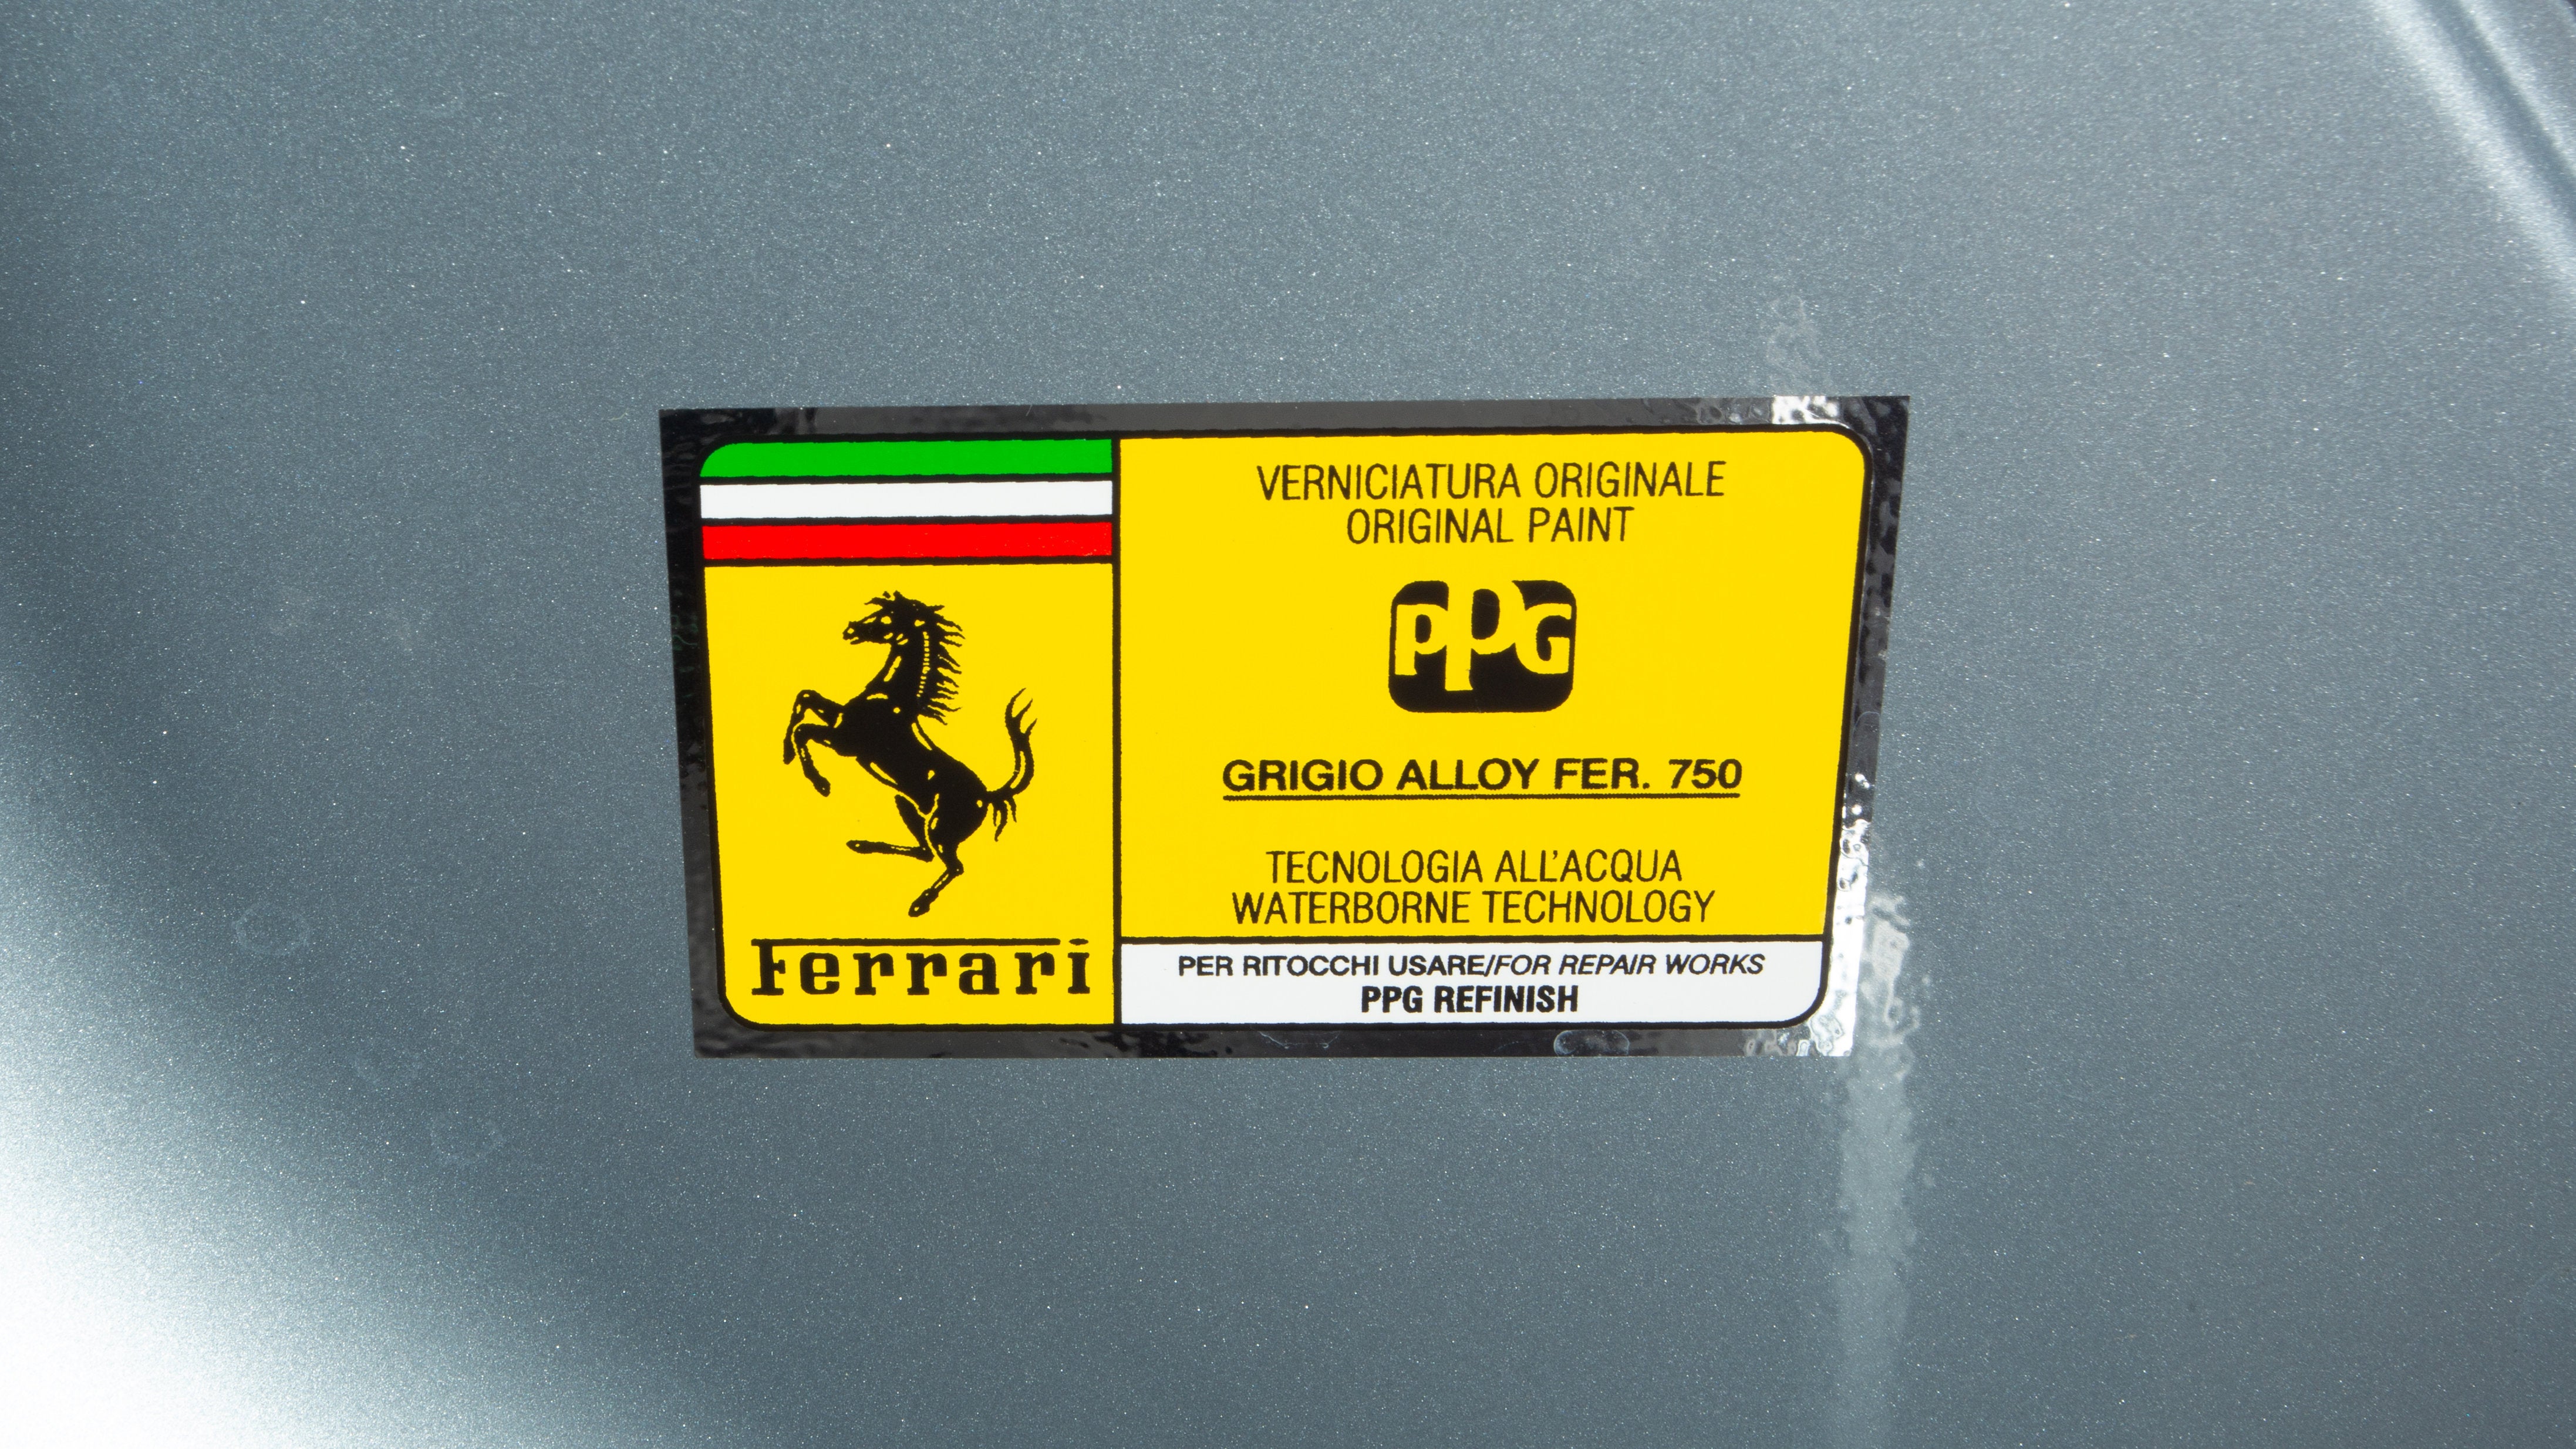 Ferrari
VERNICIATURA ORIGINALE
ORIGINAL PAINT
PPG
GRIGIO ALLOY FER. 750
TECNOLOGIA ALL'ACQUA
WATERBORNE TECHNOLOGY
PER RITOCCHI USARE/FOR REPAIR WORKS
PPG REFINISH